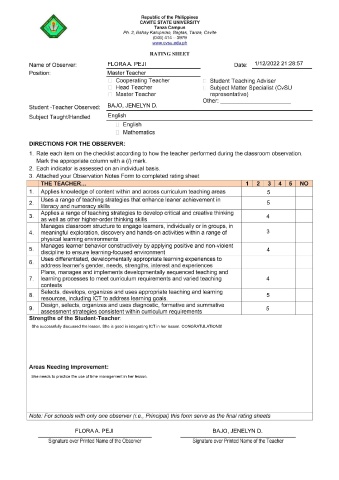 Republic of the Philippines
CAVITE STATE UNIVERSITY
Tanza Campus
Ph. 2, Bahay Katuparan, Bagtas, Tanza, Cavite
(046) 414 - 3979
www.cvsu.edu.ph
RATING SHEET
Name of Observer: FLORA A. PEJI Date: 1/12/2022 21:28:57
Position: Master Teacher
Cooperating Teacher Student Teaching Adviser
Head Teacher Subject Matter Specialist (CvSU
Master Teacher representative)
Other:
Student -Teacher Observed: BAJO, JENELYN D.
Subject Taught/Handled English
English
Mathematics
DIRECTIONS FOR THE OBSERVER:
1. Rate each item on the checklist according to how the teacher performed during the classroom observation.
Mark the appropriate column with a (/) mark.
2. Each indicator is assessed on an individual basis.
3. Attached your Observation Notes Form to completed rating sheet
THE TEACHER… 1 2 3 4 5 NO
1. Applies knowledge of content within and across curriculum teaching areas 5
2. Uses a range of teaching strategies that enhance leaner achievement in
literacy and numeracy skills 5
3. Applies a range of teaching strategies to develop critical and creative thinking
as well as other higher-order thinking skills 4
4. Manages classroom structure to engage learners, individually or in groups, in
meaningful exploration, discovery and hands-on activities within a range of
physical learning environments 3
5. Manages learner behavior constructively by applying positive and non-violent
discipline to ensure learning-focused environment 4
6. Uses differentiated, developmentally appropriate learning experiences to
address learner's gender, needs, strengths, interest and experiences
7. Plans, manages and implements developmentally sequenced teaching and
learning processes to meet curriculum requirements and varied teaching
contexts 4
8. Selects, develops, organizes and uses appropriate teaching and learning
resources, including ICT to address learning goals 5
9. Design, selects, organizes and uses diagnostic, formative and summative
assessment strategies consistent within curriculum requirements 5
Strengths of the Student-Teacher
She successfully discussed the lesson. She is good in integrating ICT in her lesson. CONGRATULATIONS!
Areas Needing Improvement:
She needs to practice the use of time management in her lesson.
Note: For schools with only one observer (i.e., Principal) this form serve as the final rating sheets
FLORA A. PEJI BAJO, JENELYN D.
Signature over Printed Name of the Observer Signature over Printed Name of the Teacher